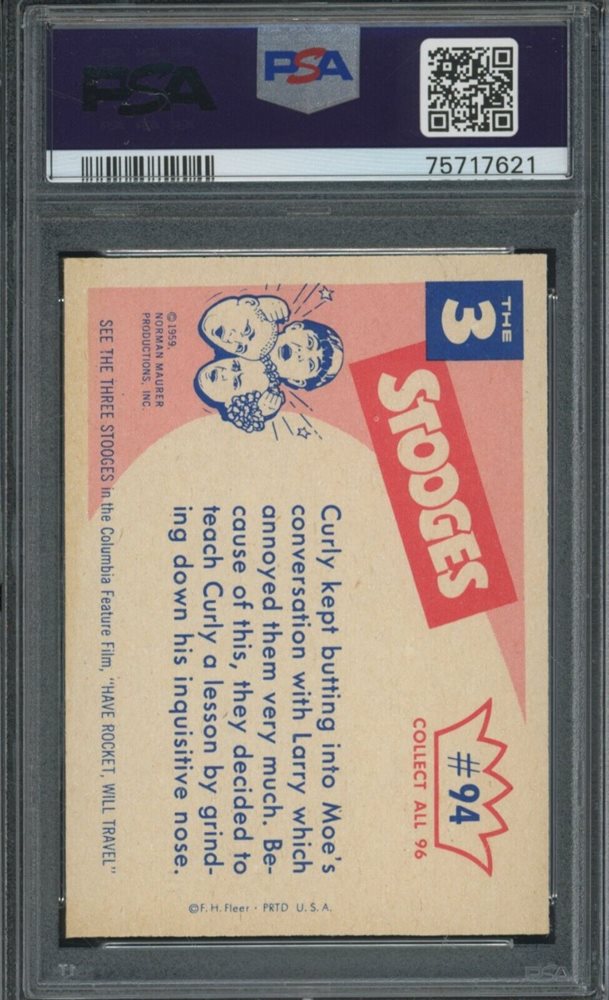 PSA
PSA
75717621
THE
3
STOOGES
#94
COLLECT ALL 96
©1959,
NORMAN MAURER
PRODUCTIONS, INC.
Curly kept butting into Moe's
conversation with Larry which
annoyed them very much. Be-
cause of this, they decided to
teach Curly a lesson by grind-
ing down his inquisitive nose.
SEE THE THREE STOOGES in the Columbia Feature Film, "HAVE ROCKET, WILL TRAVEL"
©F. H. Fleer · PRTD U. S. A.
PSA